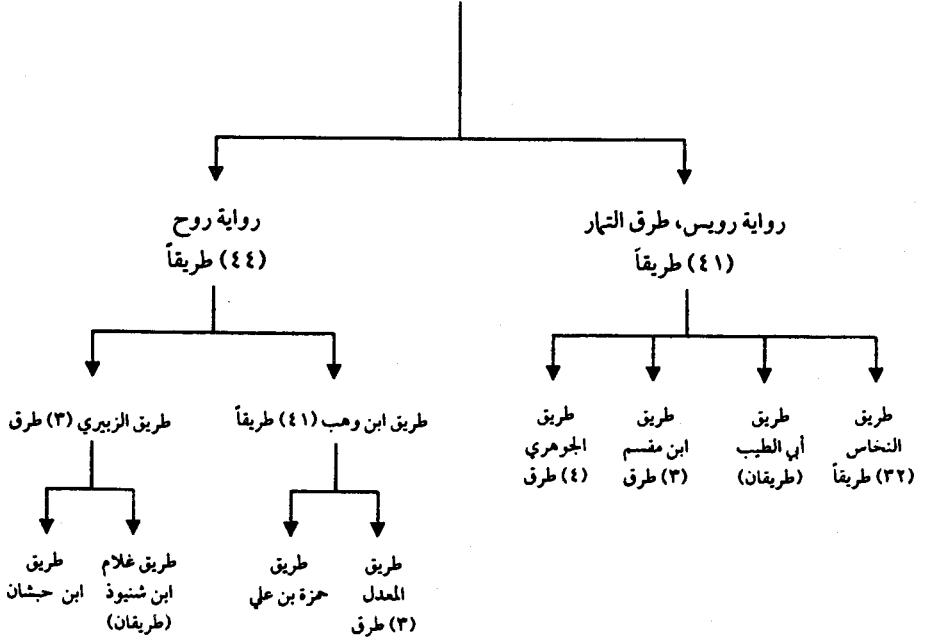 رواية رويس، طرق التمار
(٤١) طريقاً
رواية روح
(٤٤) طريقاً
طريق
النخاس
(٣٢) طريقاً
طريق
أبي الطيب
(طريقان)
طريق
ابن مقسم
(٣) طرق
طريق
الجوهري
(٤) طرق
طريق ابن وهب (٤١) طريقاً
طريق الزبيري (٣) طرق
طريق
المعدل
(٣) طرق
طريق
حمزة بن علي
طريق غلام
ابن شنبوذ
(طريقان)
طريق
ابن حبشان